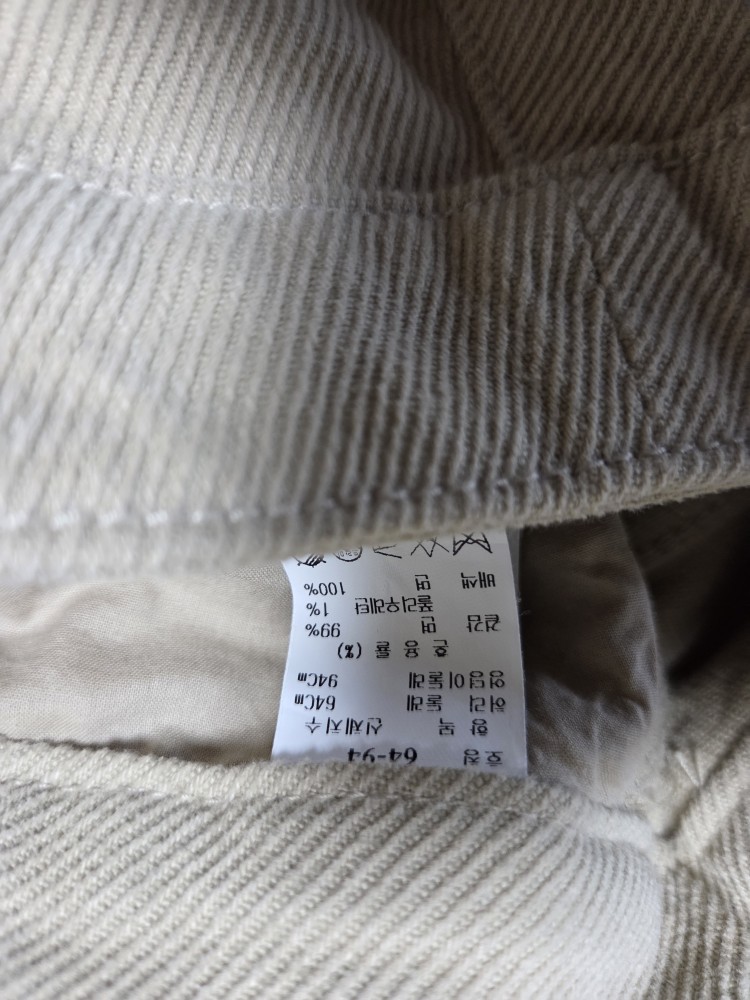 호칭 64-94
항 목 신체치수
허리 둘레 64Cm
엉덩이둘레 94Cm
혼 용 율 (%)
겉감 면 99%
폴리우레탄 1%
배색 면 100%